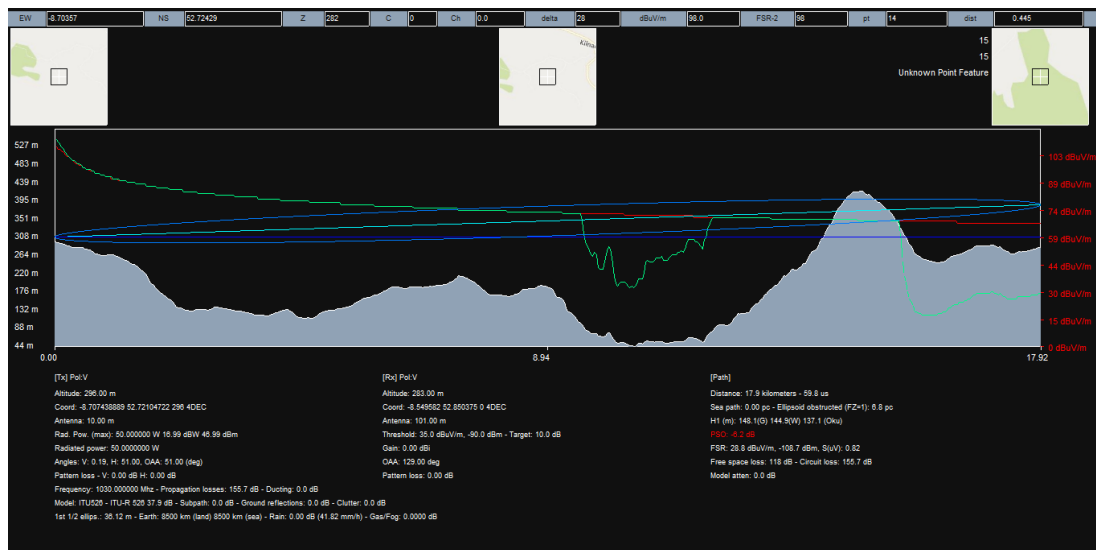 EW -8.70357 NS 52.72429 Z 282 C 0 Ch 0.0 delta 28 dBuV/m 98.0 FSR-2 98 pt 14 dist 0.445
15
15
Unknown Point Feature
527 m
483 m
439 m
395 m
351 m
308 m
264 m
220 m
176 m
132 m
88 m
44 m
103 dBuV/m
89 dBuV/m
74 dBuV/m
59 dBuV/m
44 dBuV/m
30 dBuV/m
15 dBuV/m
0 dBuV/m
0.00 8.94 17.92
[Tx] Pol:V
Altitude: 296.00 m
Coord: -8.707438889 52.72104722 296 4DEC
Antenna: 10.00 m
Rad. Pow. (max): 50.000000 W 16.99 dBW 46.99 dBm
Radiated power: 50.0000000 W
Angles: V: 0.19, H: 51.00, OAA: 51.00 (deg)
Pattern loss - V: 0.00 dB H: 0.00 dB
Frequency: 1030.000000 Mhz - Propagation losses: 155.7 dB - Ducting: 0.0 dB
Model: ITU526 - ITU-R 526 37.9 dB - Subpath: 0.0 dB - Ground reflections: 0.0 dB - Clutter: 0.0 dB
1st 1/2 ellips.: 36.12 m - Earth: 8500 km (land) 8500 km (sea) - Rain: 0.00 dB (41.82 mm/h) - Gas/Fog: 0.0000 dB
[Rx] Pol:V
Altitude: 283.00 m
Coord: -8.549582 52.850375 0 4DEC
Antenna: 101.00 m
Threshold: 35.0 dBuV/m, -90.0 dBm - Target: 10.0 dB
Gain: 0.00 dBi
OAA: 129.00 deg
Pattern loss: 0.00 dB
[Path]
Distance: 17.9 kilometers - 59.8 us
Sea path: 0.00 pc - Ellipsoid obstructed (FZ=1): 6.8 pc
H1 (m): 148.1(G) 144.9(W) 137.1 (Oku)
PSO: -6.2 dB
FSR: 28.8 dBuV/m, -108.7 dBm, S(uV): 0.82
Free space loss: 118 dB - Circuit loss: 155.7 dB
Model atten: 0.0 dB